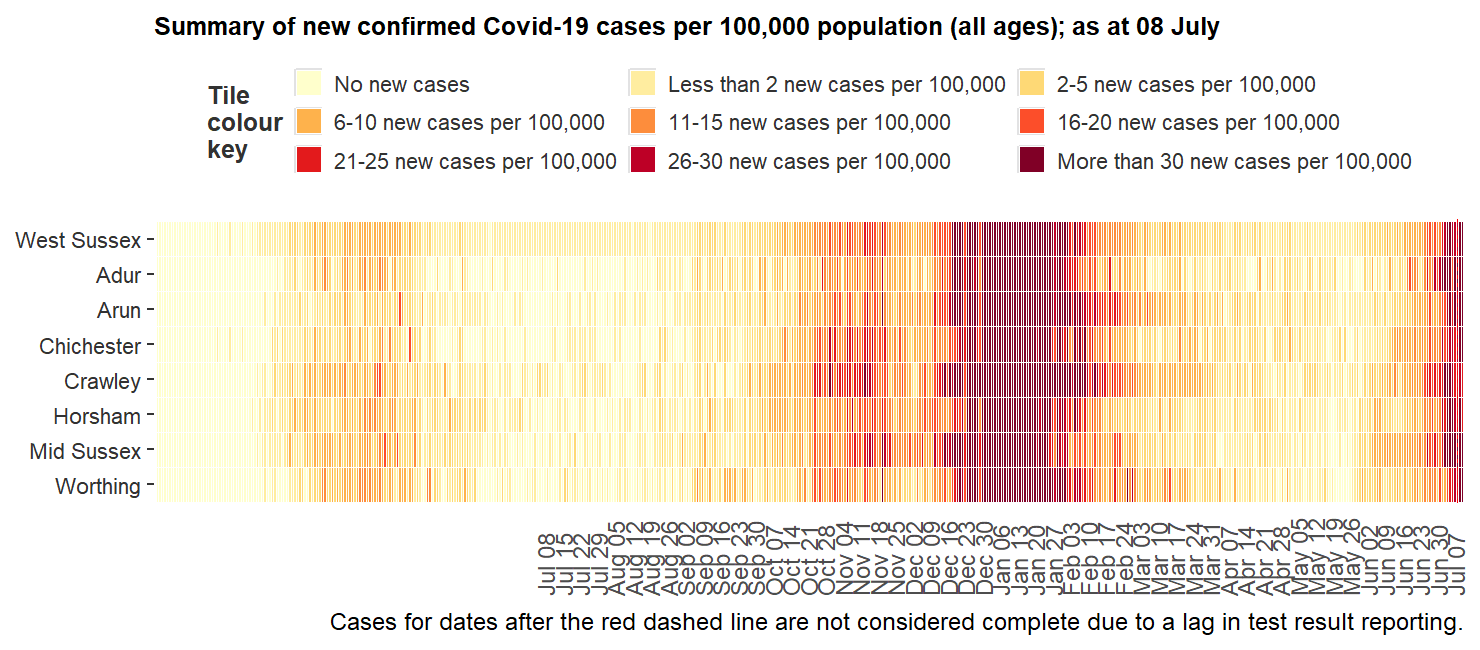 Summary of new confirmed Covid-19 cases per 100,000 population (all ages); as at 08 July
Tile
colour
key
No new cases
Less than 2 new cases per 100,000
2-5 new cases per 100,000
6-10 new cases per 100,000
11-15 new cases per 100,000
16-20 new cases per 100,000
21-25 new cases per 100,000
26-30 new cases per 100,000
More than 30 new cases per 100,000
West Sussex
Adur
Arun
Chichester
Crawley
Horsham
Mid Sussex
Worthing
Jul 08
Jul 15
Jul 22
Jul 29
Aug 05
Aug 12
Aug 19
Aug 26
Sep 02
Sep 09
Sep 16
Sep 23
Sep 30
Oct 07
Oct 14
Oct 21
Oct 28
Nov 04
Nov 11
Nov 18
Nov 25
Dec 02
Dec 09
Dec 16
Dec 23
Dec 30
Jan 06
Jan 13
Jan 20
Jan 27
Feb 03
Feb 10
Feb 17
Feb 24
Mar 03
Mar 10
Mar 17
Mar 24
Mar 31
Apr 07
Apr 14
Apr 21
Apr 28
May 05
May 12
May 19
May 26
Jun 02
Jun 09
Jun 16
Jun 23
Jun 30
Jul 07
Cases for dates after the red dashed line are not considered complete due to a lag in test result reporting.